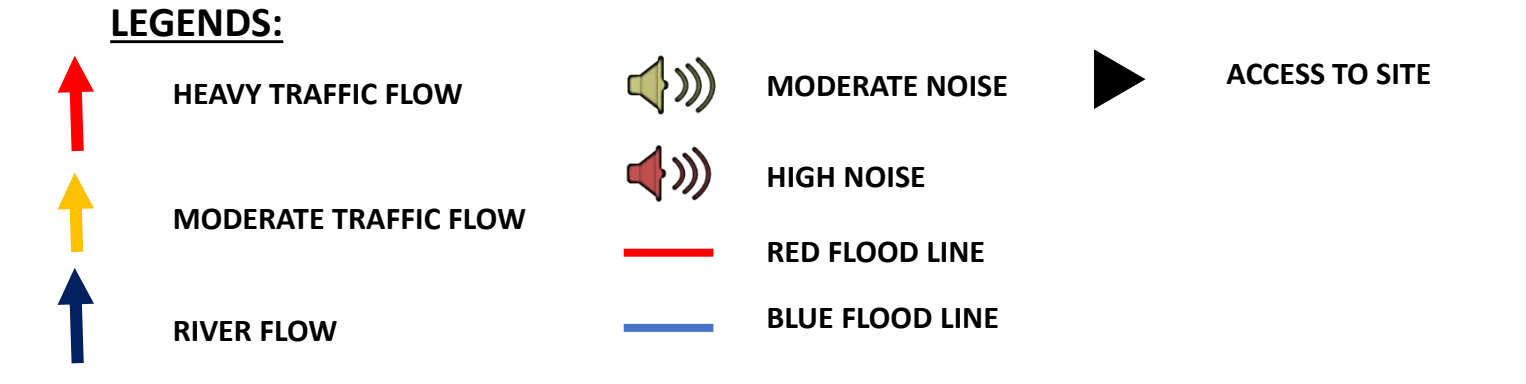 LEGENDS:
HEAVY TRAFFIC FLOW
MODERATE TRAFFIC FLOW
RIVER FLOW
MODERATE NOISE
HIGH NOISE
RED FLOOD LINE
BLUE FLOOD LINE
ACCESS TO SITE